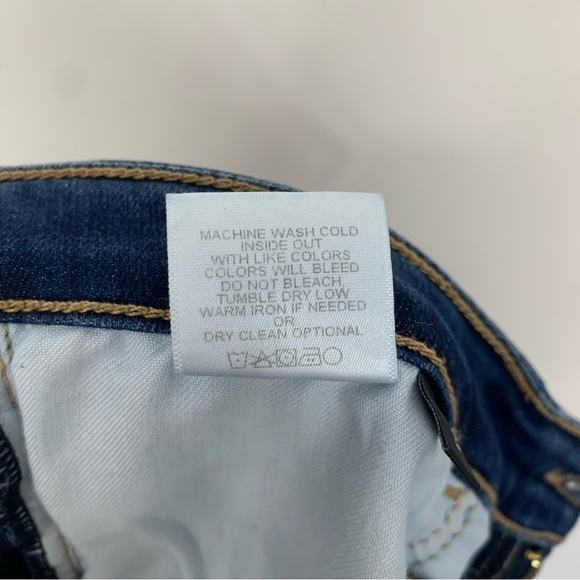 MACHINE WASH COLD
INSIDE OUT
WITH LIKE COLORS
COLORS WILL BLEED
DO NOT BLEACH,
TUMBLE DRY LOW
WARM IRON IF NEEDED
OR
DRY CLEAN OPTIONAL